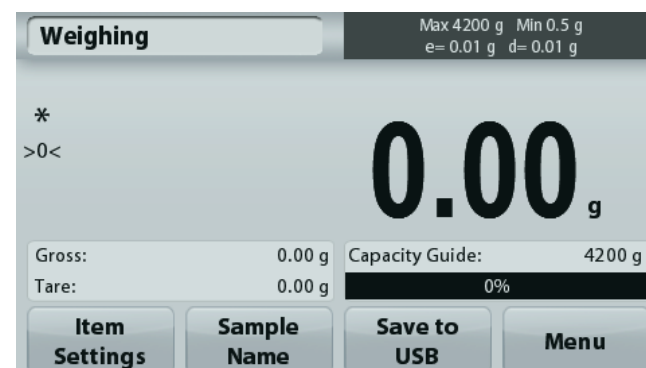 Weighing
Max 4200 g Min 0.5 g
e= 0.01 g d= 0.01 g
*
>0<
0.00 g
Gross: 0.00 g
Tare: 0.00 g
Capacity Guide: 4200 g
0%
Item
Settings
Sample
Name
Save to
USB
Menu